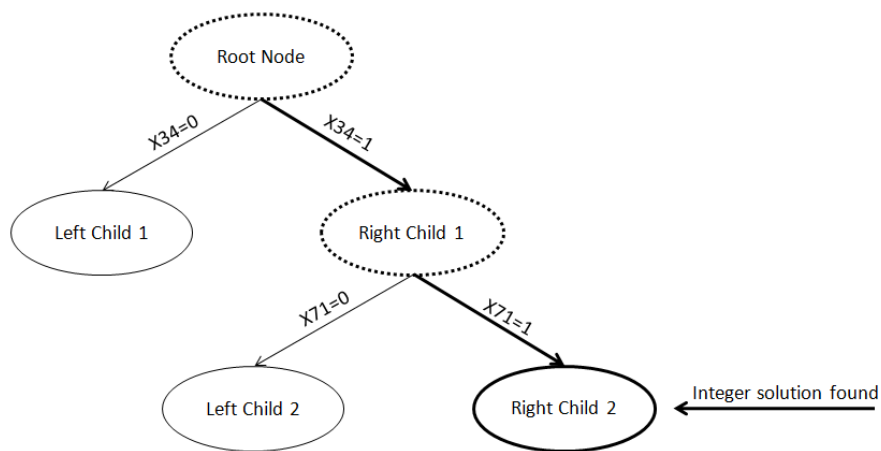 Root Node
X34=0
X34=1
Left Child 1
Right Child 1
X71=0
X71=1
Left Child 2
Right Child 2
Integer solution found